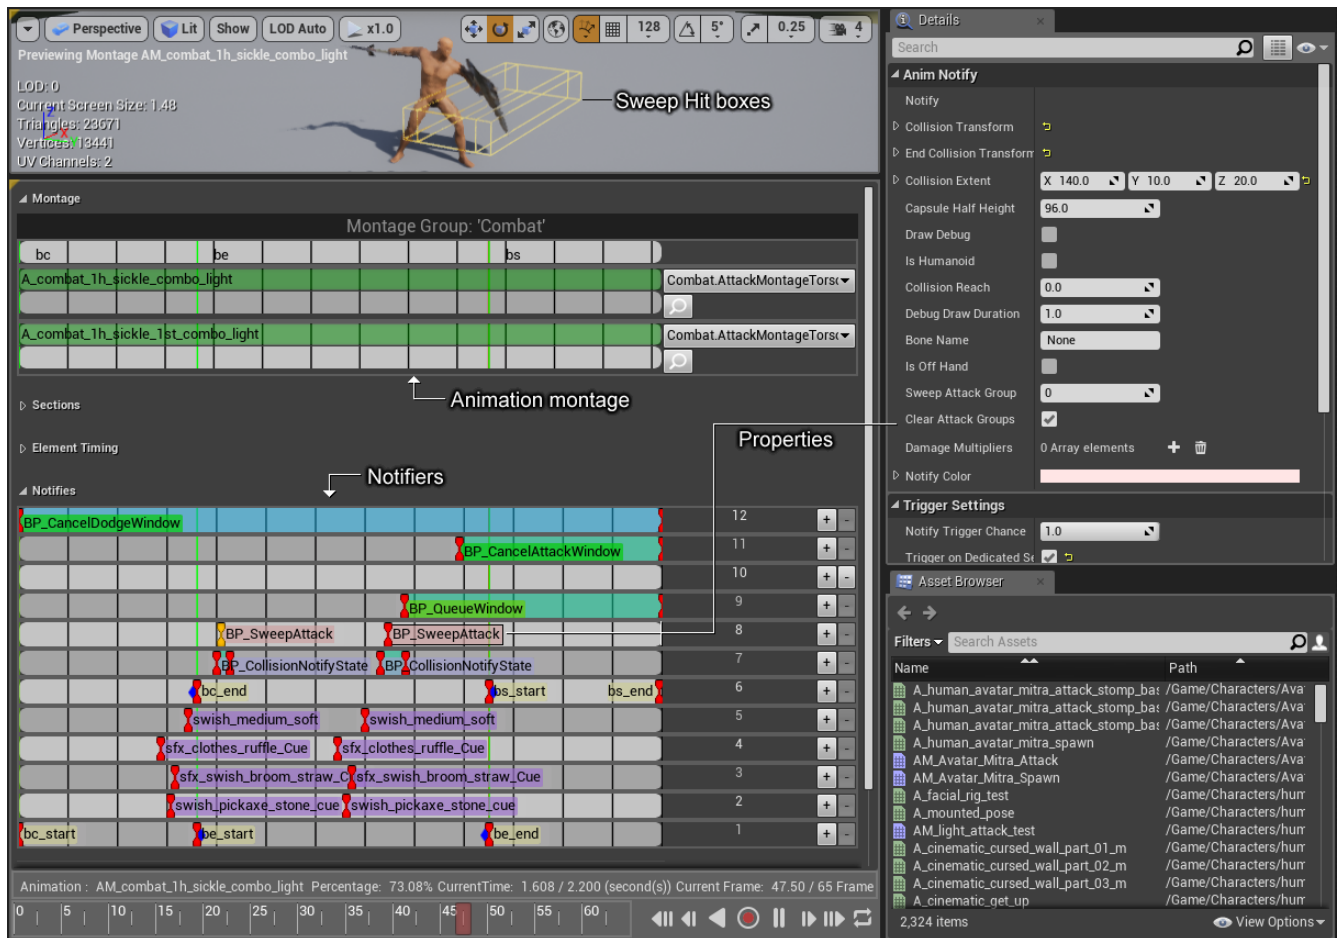 Perspective Lit Show LOD Auto x1.0 128 5° 0.25 4
Previewing Montage AM_combat_1h_sickle_combo_light
LOD: 0
Current Screen Size: 1.48
Triangles: 23671
Vertices: 13441
UV Channels: 2
Z
X
Sweep Hit boxes
Montage
Montage Group: 'Combat'
bc be bs
A_combat_1h_sickle_combo_light Combat.AttackMontageTorso
A_combat_1h_sickle_1st_combo_light Combat.AttackMontageTorso
Animation montage
Sections
Element Timing
Properties
Notifiers
Notifies
BP_CancelDodgeWindow 12 + -
BP_CancelAttackWindow 11 + -
10 + -
BP_QueueWindow 9 + -
BP_SweepAttack BP_SweepAttack 8 + -
BP_CollisionNotifyState BP_CollisionNotifyState 7 + -
bc_end bs_start bs_end 6 + -
swish_medium_soft swish_medium_soft 5 + -
sfx_clothes_ruffle_Cue sfx_clothes_ruffle_Cue 4 + -
sfx_swish_broom_straw_C sfx_swish_broom_straw_Cue 3 + -
swish_pickaxe_stone_cue swish_pickaxe_stone_cue 2 + -
bc_start be_start be_end 1 + -
Animation : AM_combat_1h_sickle_combo_light Percentage: 73.08% CurrentTime: 1.608 / 2.200 (second(s)) Current Frame: 47.50 / 65 Frame
0 5 10 15 20 25 30 35 40 45 50 55 60
Details
Search
Anim Notify
Notify
Collision Transform
End Collision Transform
Collision Extent X 140.0 Y 10.0 Z 20.0
Capsule Half Height 96.0
Draw Debug
Is Humanoid
Collision Reach 0.0
Debug Draw Duration 1.0
Bone Name None
Is Off Hand
Sweep Attack Group 0
Clear Attack Groups
Damage Multipliers 0 Array elements
Notify Color
Trigger Settings
Notify Trigger Chance 1.0
Trigger on Dedicated Se
Asset Browser
Filters Search Assets
Name Path
A_human_avatar_mitra_attack_stomp_bas /Game/Characters/Ava
A_human_avatar_mitra_attack_stomp_bas /Game/Characters/Ava
A_human_avatar_mitra_attack_stomp_bas /Game/Characters/Ava
A_human_avatar_mitra_spawn /Game/Characters/Ava
AM_Avatar_Mitra_Attack /Game/Characters/Ava
AM_Avatar_Mitra_Spawn /Game/Characters/Ava
A_facial_rig_test /Game/Characters/hum
A_mounted_pose /Game/Characters/hum
AM_light_attack_test /Game/Characters/hum
A_cinematic_cursed_wall_part_01_m /Game/Characters/hum
A_cinematic_cursed_wall_part_02_m /Game/Characters/hum
A_cinematic_cursed_wall_part_03_m /Game/Characters/hum
A_cinematic_get_up /Game/Characters/hum
2,324 items View Options